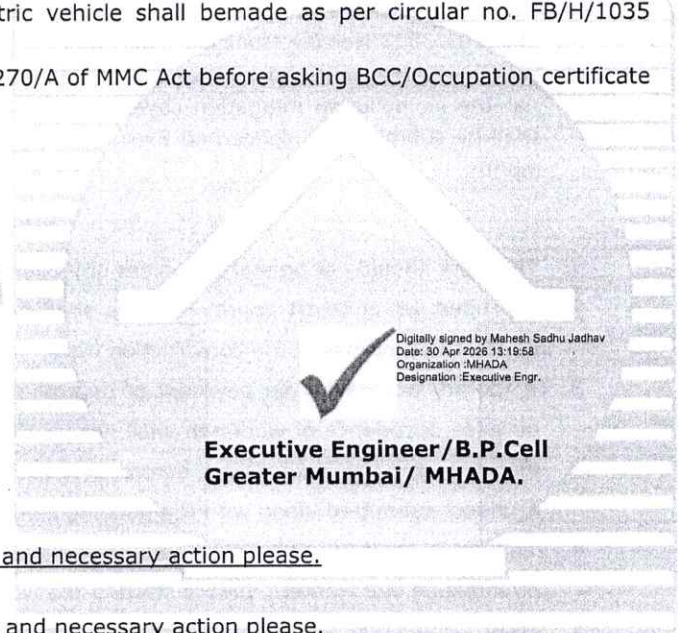 tric vehicle shall bemade as per circular no. FB/H/1035
270/A of MMC Act before asking BCC/Occupation certificate
Digitally signed by Mahesh Sadhu Jadhav
Date: 30 Apr 2026 13:19:58
Organization :MHADA
Designation :Executive Engr.
Executive Engineer/B.P.Cell
Greater Mumbai/ MHADA.
and necessary action please.
and necessary action please.